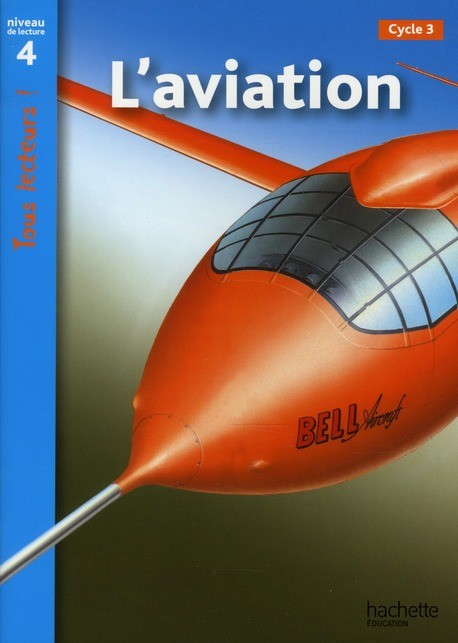 niveau
de lecture
4
Tous lecteurs !
Cycle 3
L'aviation
BELL Aircraft
hachette
ÉDUCATION